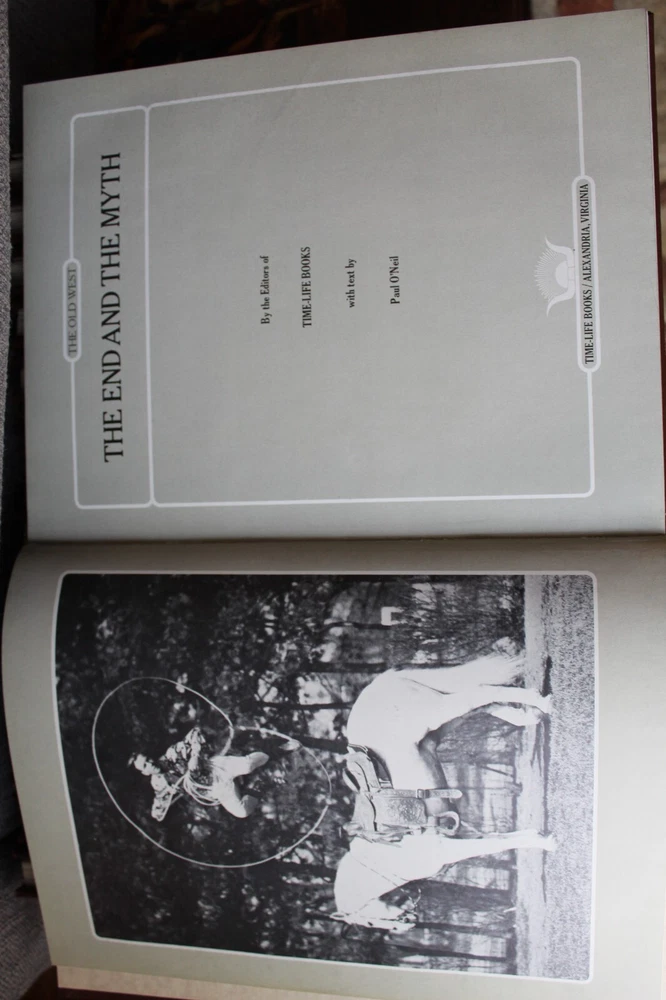 THE OLD WEST
THE END AND THE MYTH
By the Editors of
TIME-LIFE BOOKS
with text by
Paul O'Neil
TIME-LIFE BOOKS / ALEXANDRIA, VIRGINIA